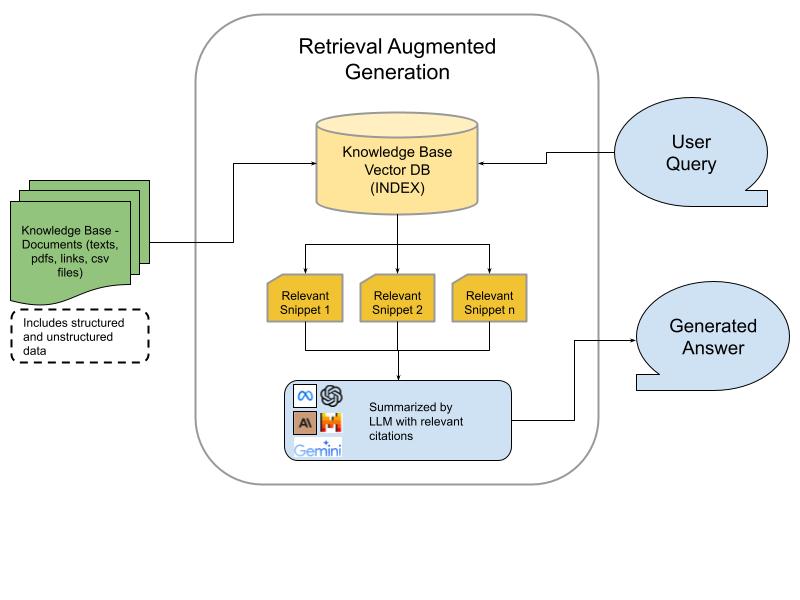 Retrieval Augmented
Generation
Knowledge Base
Vector DB
(INDEX)
User
Query
Knowledge Base -
Documents (texts,
pdfs, links, csv
files)
Includes structured
and unstructured
data
Relevant
Snippet 1
Relevant
Snippet 2
Relevant
Snippet n
Generated
Answer
Summarized by
LLM with relevant
citations
AI
Gemini